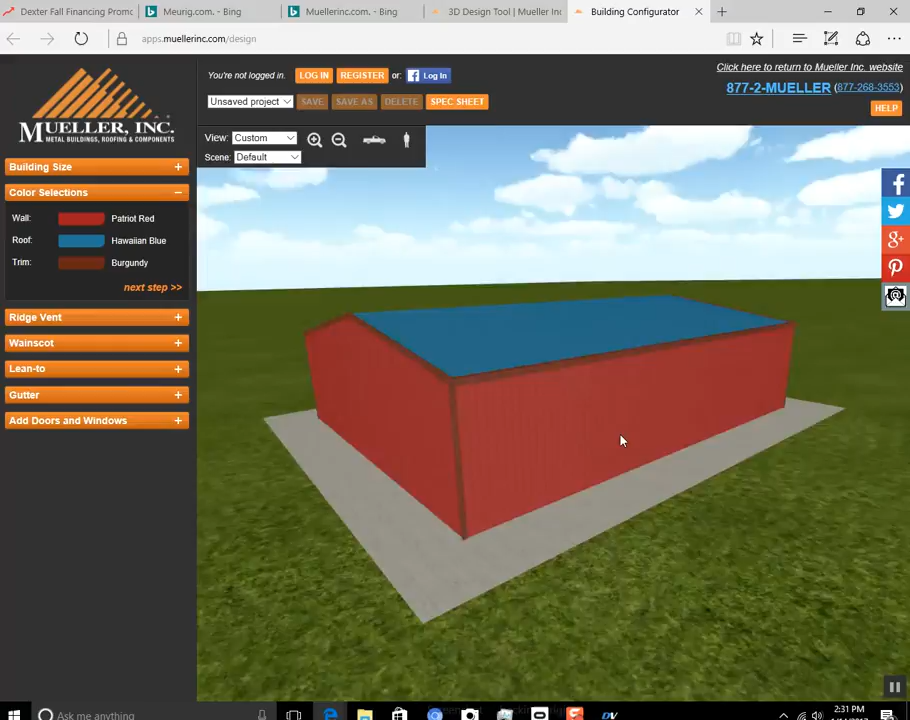 Dexter Fall Financing Promo
Meurig.com. - Bing
Muellerinc.com. - Bing
3D Design Tool | Mueller Inc
Building Configurator
apps.muellerinc.com/design
MUELLER, INC.
METAL BUILDINGS, ROOFING & COMPONENTS
You're not logged in.
LOG IN
REGISTER
or:
Log In
Click here to return to Mueller Inc. website
877-2-MUELLER (877-268-3553)
Unsaved project
SAVE
SAVE AS
DELETE
SPEC SHEET
HELP
View: Custom
Scene: Default
Building Size
Color Selections
Wall: Patriot Red
Roof: Hawaiian Blue
Trim: Burgundy
next step >>
Ridge Vent
Wainscot
Lean-to
Gutter
Add Doors and Windows
Ask me anything
2:31 PM